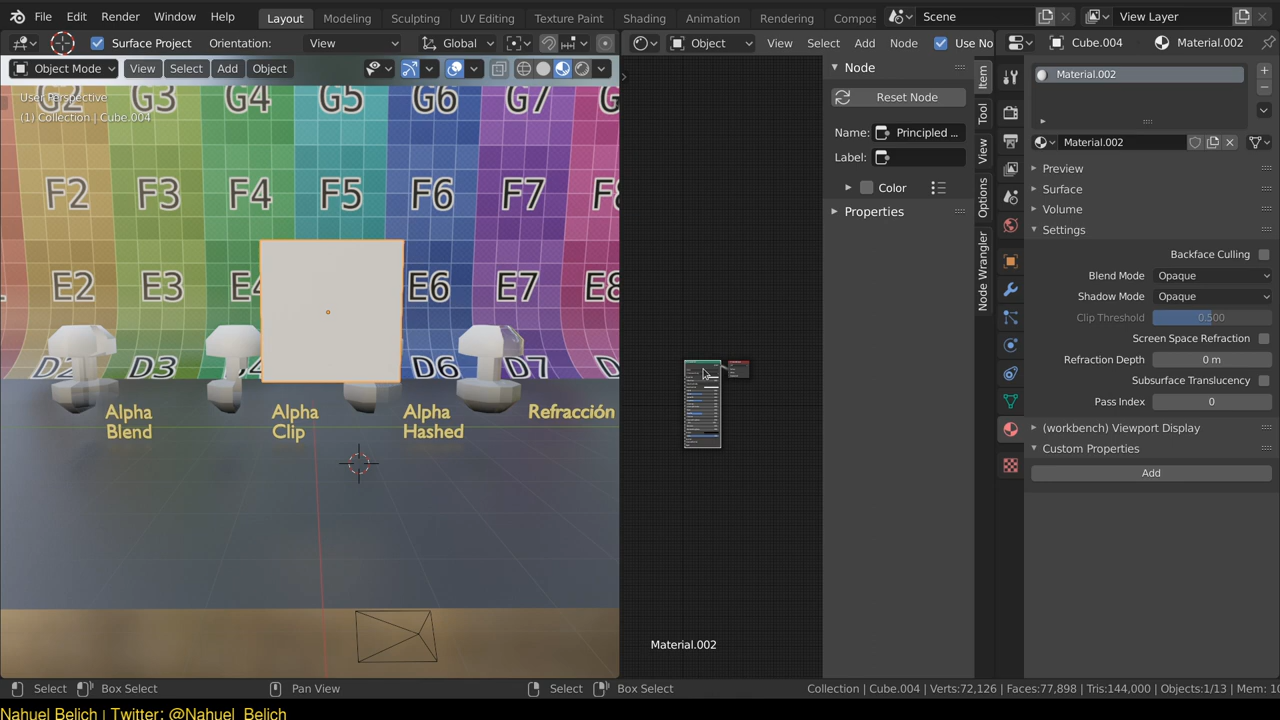 File Edit Render Window Help Layout Modeling Sculpting UV Editing Texture Paint Shading Animation Rendering Compos Scene View Layer
Surface Project Orientation: View Global Object View Select Add Node Use No Cube.004 Material.002
Object Mode View Select Add Object
User Perspective
(1) Collection | Cube.004
G2 G3 G4 G5 G6 G7
F2 F3 F4 F5 F6 F7 F8
E2 E3 E4 E6 E7 E8
D2 D3 D6 D7
Alpha
Blend
Alpha
Clip
Alpha
Hashed
Refracción
Material.002
Node
Reset Node
Name: Principled ...
Label:
Color
Properties
Item
Tool
View
Options
Node Wrangler
Material.002
Material.002
Preview
Surface
Volume
Settings
Backface Culling
Blend Mode Opaque
Shadow Mode Opaque
Clip Threshold 0.500
Screen Space Refraction
Refraction Depth 0 m
Subsurface Translucency
Pass Index 0
(workbench) Viewport Display
Custom Properties
Add
Select Box Select Pan View Select Box Select Collection | Cube.004 | Verts:72,126 | Faces:77,898 | Tris:144,000 | Objects:1/13 | Mem: 10
Nahuel Belich | Twitter: @Nahuel_Belich